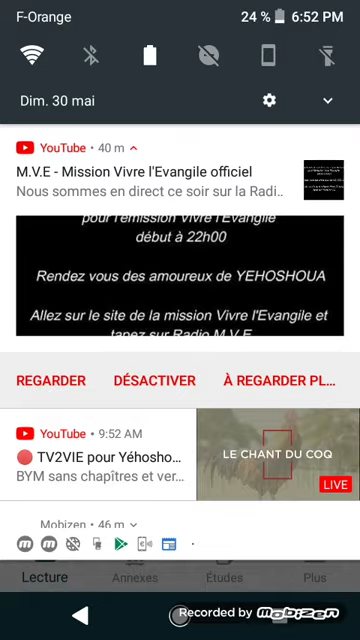 F-Orange
24 %
6:52 PM
Dim. 30 mai
YouTube • 40 m
M.V.E - Mission Vivre l'Evangile officiel
Nous sommes en direct ce soir sur la Radi..
pour l'émission Vivre l'Evangile
début à 22h00
Rendez vous des amoureux de YEHOSHOUA
Allez sur le site de la mission Vivre l'Evangile et
tapez sur Radio M.V.E
REGARDER
DÉSACTIVER
À REGARDER PL...
YouTube • 9:52 AM
TV2VIE pour Yéhosho...
BYM sans chapîtres et ver...
LE CHANT DU COQ
LIVE
Mobizen • 46 m
Lecture
Annexes
Études
Plus
Recorded by mobizen